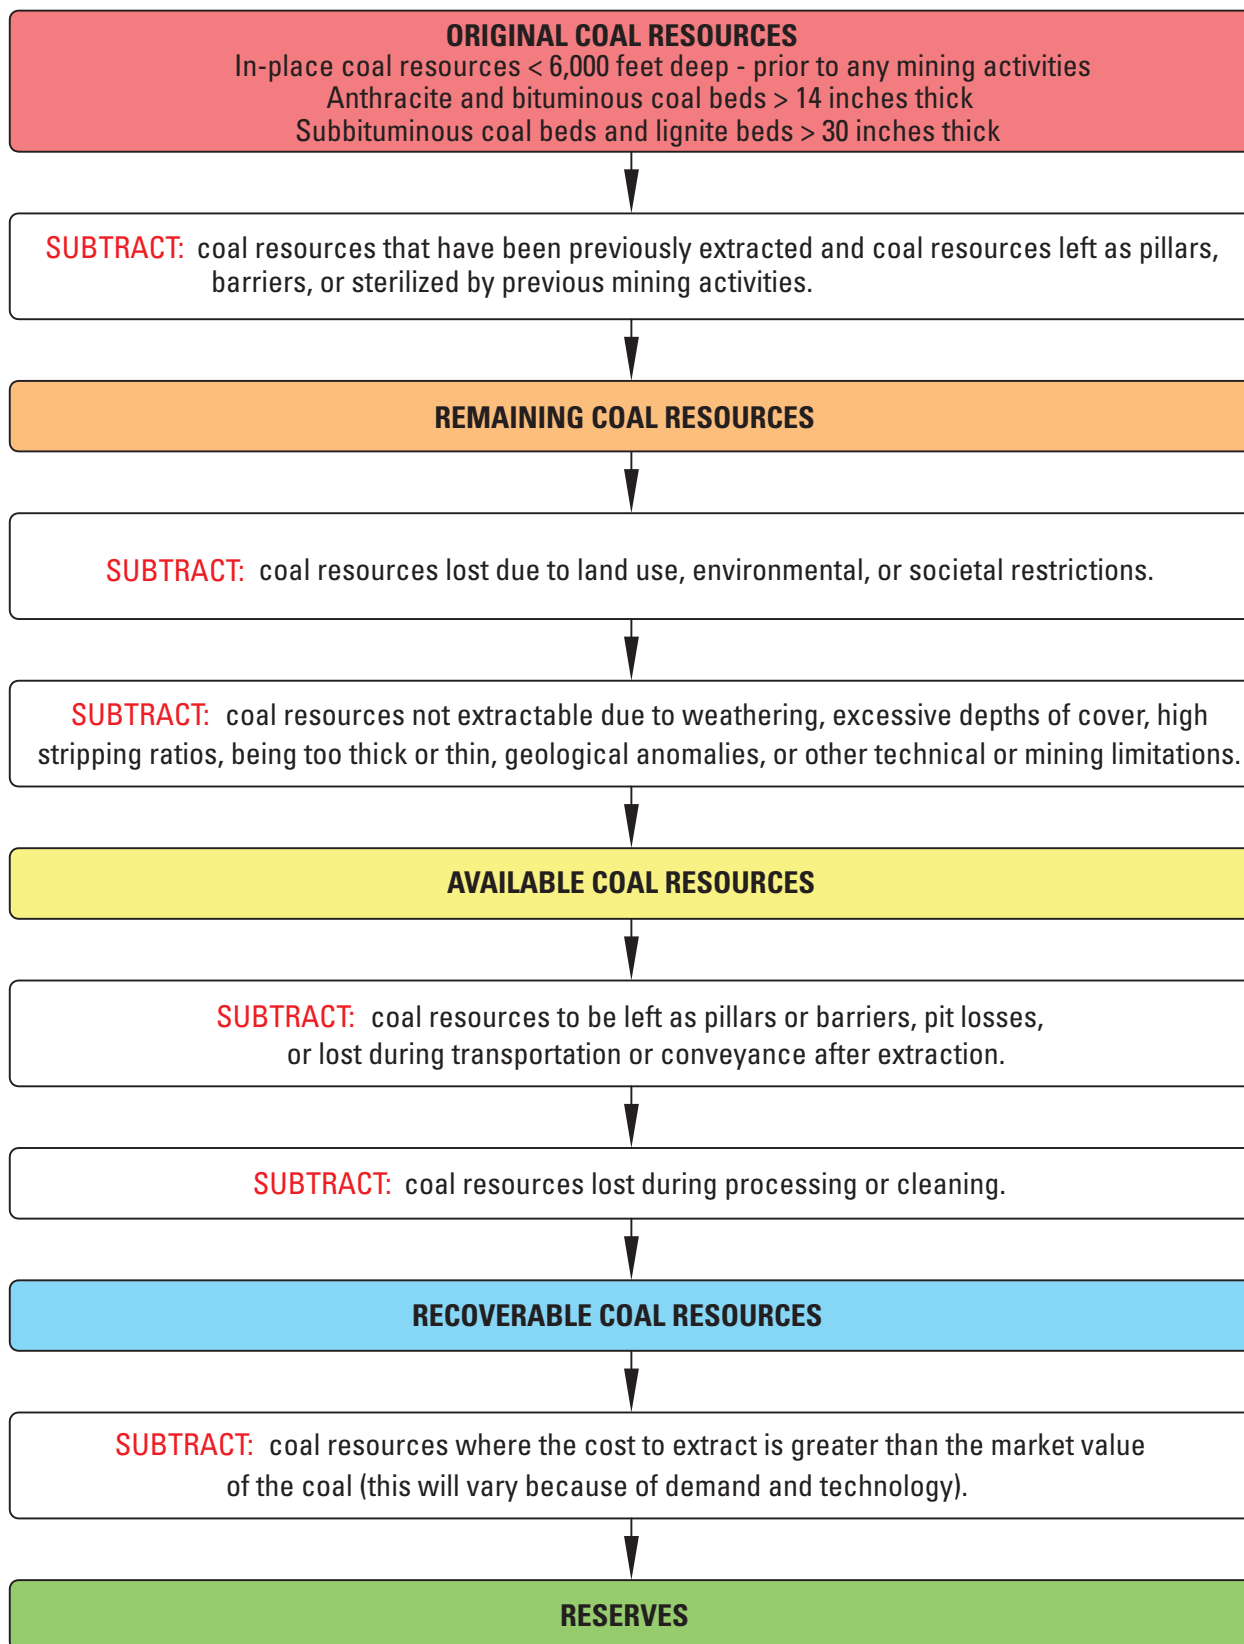 ORIGINAL COAL RESOURCES
In-place coal resources < 6,000 feet deep - prior to any mining activities
Anthracite and bituminous coal beds > 14 inches thick
Subbituminous coal beds and lignite beds > 30 inches thick
SUBTRACT: coal resources that have been previously extracted and coal resources left as pillars,
barriers, or sterilized by previous mining activities.
REMAINING COAL RESOURCES
SUBTRACT: coal resources lost due to land use, environmental, or societal restrictions.
SUBTRACT: coal resources not extractable due to weathering, excessive depths of cover, high
stripping ratios, being too thick or thin, geological anomalies, or other technical or mining limitations.
AVAILABLE COAL RESOURCES
SUBTRACT: coal resources to be left as pillars or barriers, pit losses,
or lost during transportation or conveyance after extraction.
SUBTRACT: coal resources lost during processing or cleaning.
RECOVERABLE COAL RESOURCES
SUBTRACT: coal resources where the cost to extract is greater than the market value
of the coal (this will vary because of demand and technology).
RESERVES